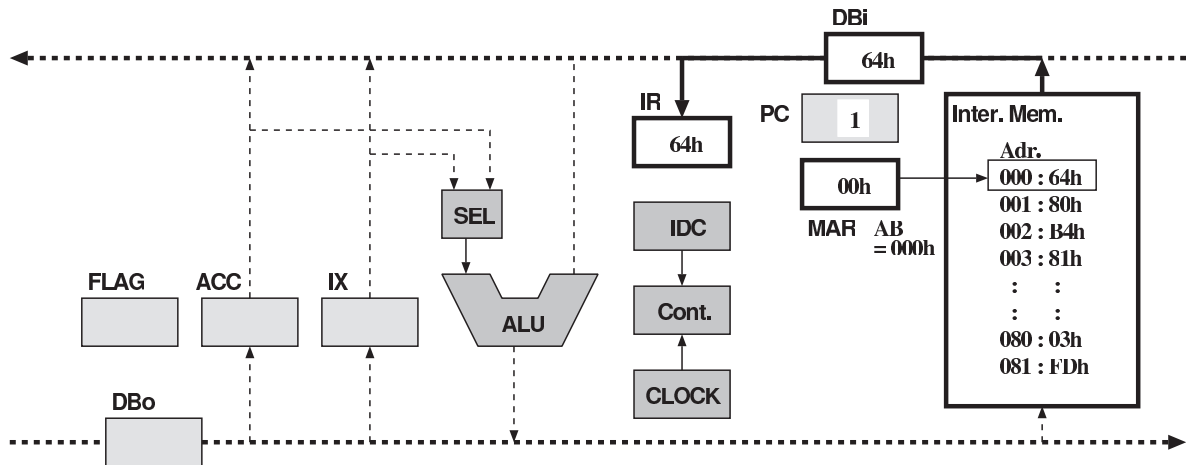 DBi
64h
IR
64h
PC
1
Inter. Mem.
Adr.
000 : 64h
001 : 80h
002 : B4h
003 : 81h
: :
: :
080 : 03h
081 : FDh
00h
MAR AB
= 000h
SEL
IDC
FLAG
ACC
IX
ALU
Cont.
CLOCK
DBo